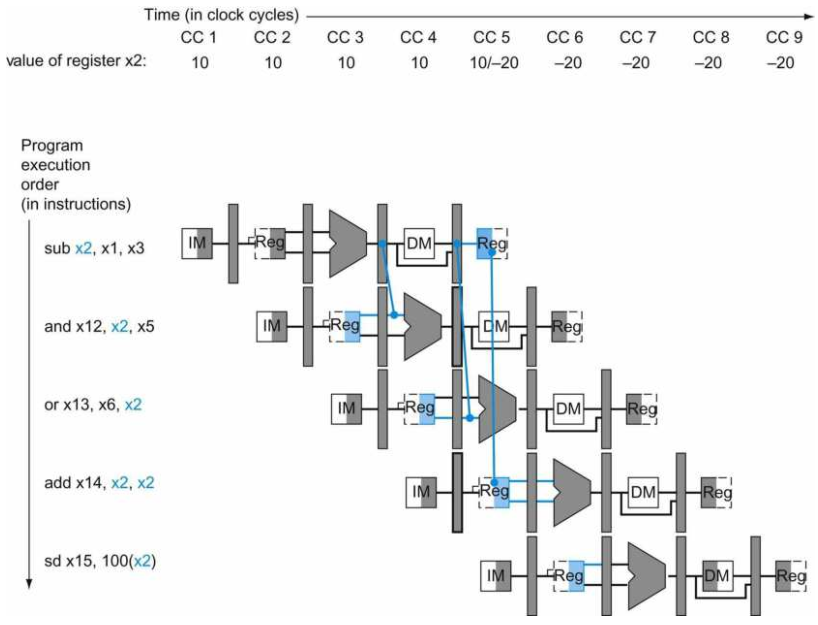 Time (in clock cycles)
CC 1 CC 2 CC 3 CC 4 CC 5 CC 6 CC 7 CC 8 CC 9
value of register x2: 10 10 10 10 10/–20 –20 –20 –20 –20
Program
execution
order
(in instructions)
sub x2, x1, x3
IM Reg DM Reg
and x12, x2, x5
IM Reg DM Reg
or x13, x6, x2
IM Reg DM Reg
add x14, x2, x2
IM Reg DM Reg
sd x15, 100(x2)
IM Reg DM Reg